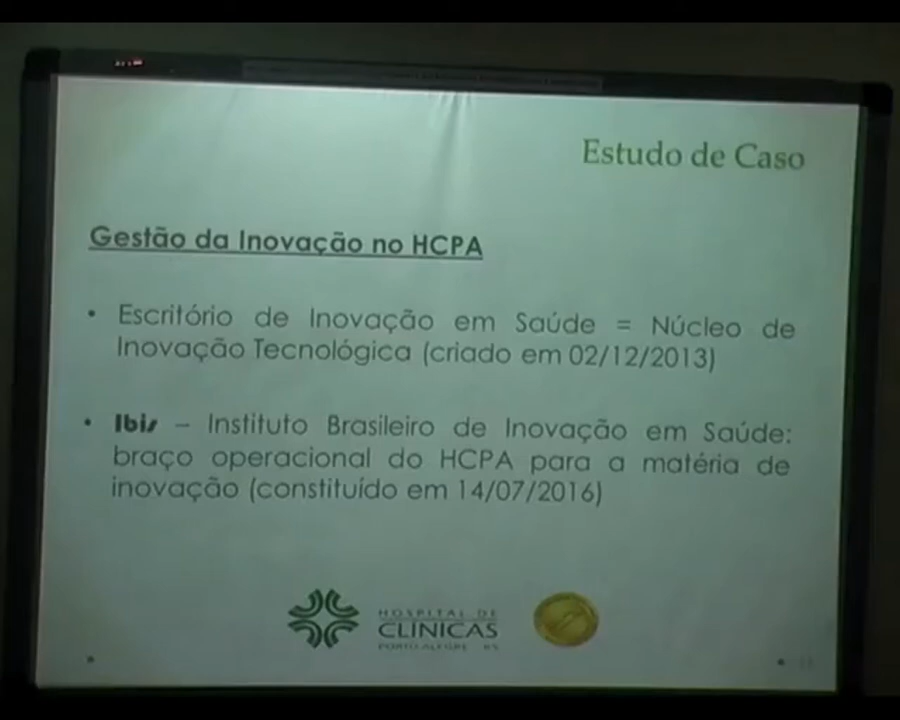 Estudo de Caso
Gestão da Inovação no HCPA
• Escritório de Inovação em Saúde = Núcleo de
Inovação Tecnológica (criado em 02/12/2013)
• Ibis – Instituto Brasileiro de Inovação em Saúde:
braço operacional do HCPA para a matéria de
inovação (constituído em 14/07/2016)
HOSPITAL DE
CLINICAS
PORTO ALEGRE RS